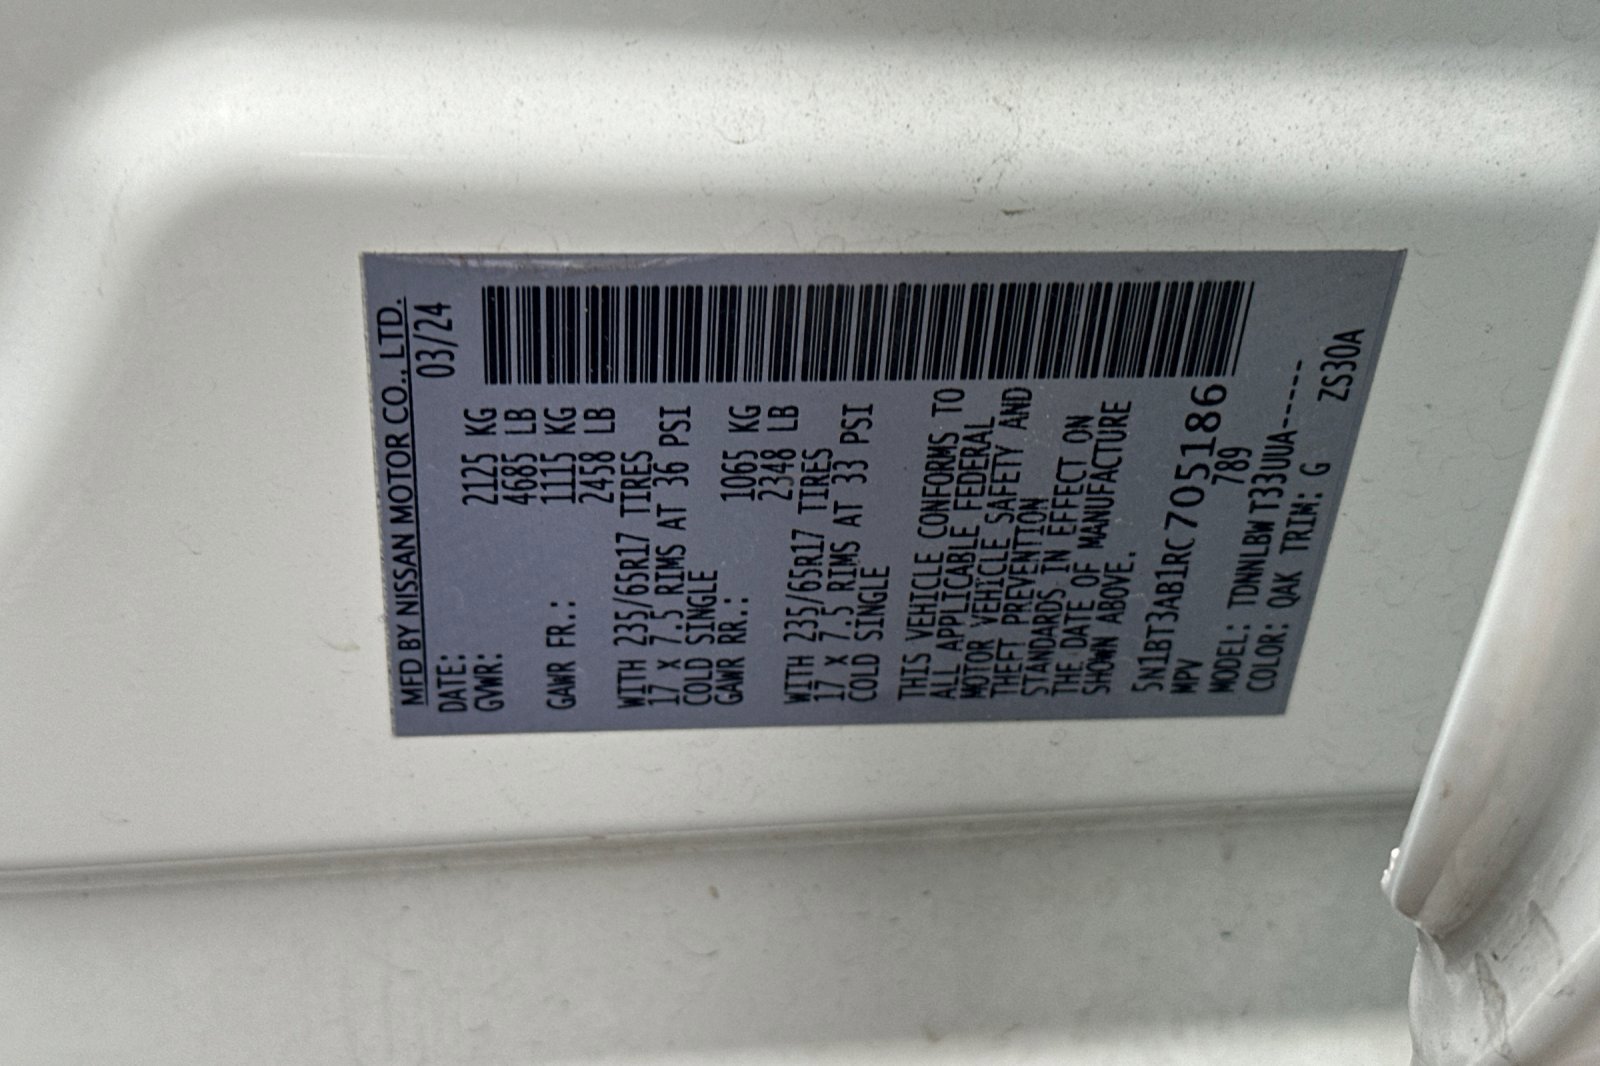 MFD BY NISSAN MOTOR CO., LTD.
DATE: 03/24
GVWR: 2125 KG
4685 LB
GAWR FR.: 1115 KG
2458 LB
WITH 235/65R17 TIRES
17 X 7.5 RIMS AT 36 PSI
COLD SINGLE
GAWR RR.: 1065 KG
2348 LB
WITH 235/65R17 TIRES
17 X 7.5 RIMS AT 33 PSI
COLD SINGLE
THIS VEHICLE CONFORMS TO
ALL APPLICABLE FEDERAL
MOTOR VEHICLE SAFETY AND
THEFT PREVENTION
STANDARDS IN EFFECT ON
THE DATE OF MANUFACTURE
SHOWN ABOVE.
5N1BT3AB1RC705186
MPV 789
MODEL: TDNNLBWT33UUA-----
COLOR: QAK TRIM: G ZS30A